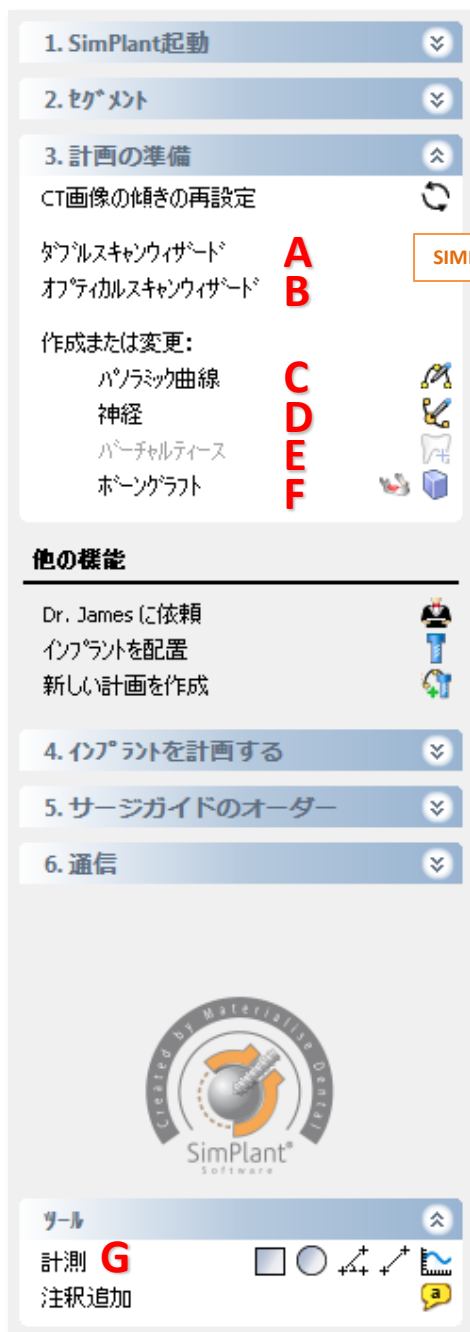 1. SimPlant起動
2. ｾｸﾞﾒﾝﾄ
3. 計画の準備
CT画像の傾きの再設定
ﾀﾞﾌﾞﾙｽｷｬﾝｳｨｻﾞｰﾄﾞ A
SIM
ｵﾌﾟﾃｨｶﾙｽｷｬﾝｳｨｻﾞｰﾄﾞ B
作成または変更:
ﾊﾟﾉﾗﾐｯｸ曲線 C
神経 D
ﾊﾞｰﾁｬﾙﾃｨｰｽ E
ﾎﾞｰﾝｸﾞﾗﾌﾄ F
他の機能
Dr. James に依頼
ｲﾝﾌﾟﾗﾝﾄを配置
新しい計画を作成
4. ｲﾝﾌﾟﾗﾝﾄを計画する
5. サージガイドのオーダー
6. 通信
Created by Materialise Dental
SimPlant®
Software
ﾂｰﾙ
計測 G
注釈追加
a